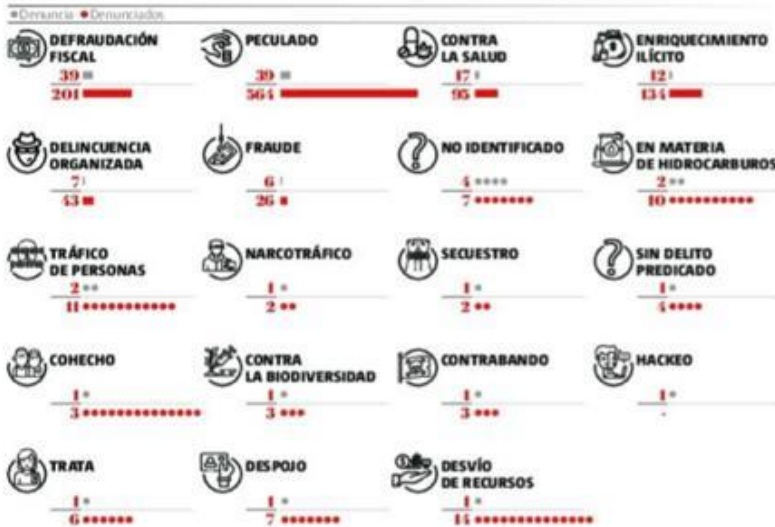 Denuncia Denunciados
DEFRAUDACIÓN
FISCAL
39
201
PECULADO
39
564
CONTRA
LA SALUD
17
95
ENRIQUECIMIENTO
ILÍCITO
12
134
DELINCUENCIA
ORGANIZADA
7
43
FRAUDE
6
26
NO IDENTIFICADO
4
7
EN MATERIA
DE HIDROCARBUROS
2
10
TRÁFICO
DE PERSONAS
2
11
NARCOTRÁFICO
1
2
SECUESTRO
1
2
SIN DELITO
PREDICADO
1
4
COHECHO
1
3
CONTRA
LA BIODIVERSIDAD
1
3
CONTRABANDO
1
3
HACKEO
1
-
TRATA
1
6
DESPOJO
1
7
DESVÍO
DE RECURSOS
1
14